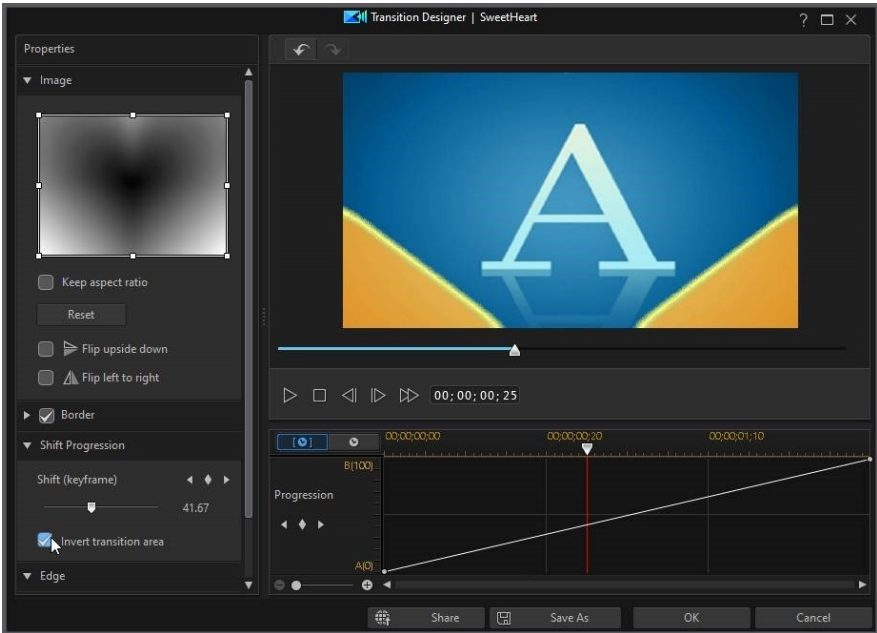 Transition Designer | SweetHeart
?
Properties
Image
A
Keep aspect ratio
Reset
Flip upside down
Flip left to right
00; 00; 00; 25
Border
Shift Progression
00;00;00;00 00;00;00;20 00;00;01;10
B(100)
Shift (keyframe)
Progression
41.67
Invert transition area
A(0)
Edge
Share Save As OK Cancel